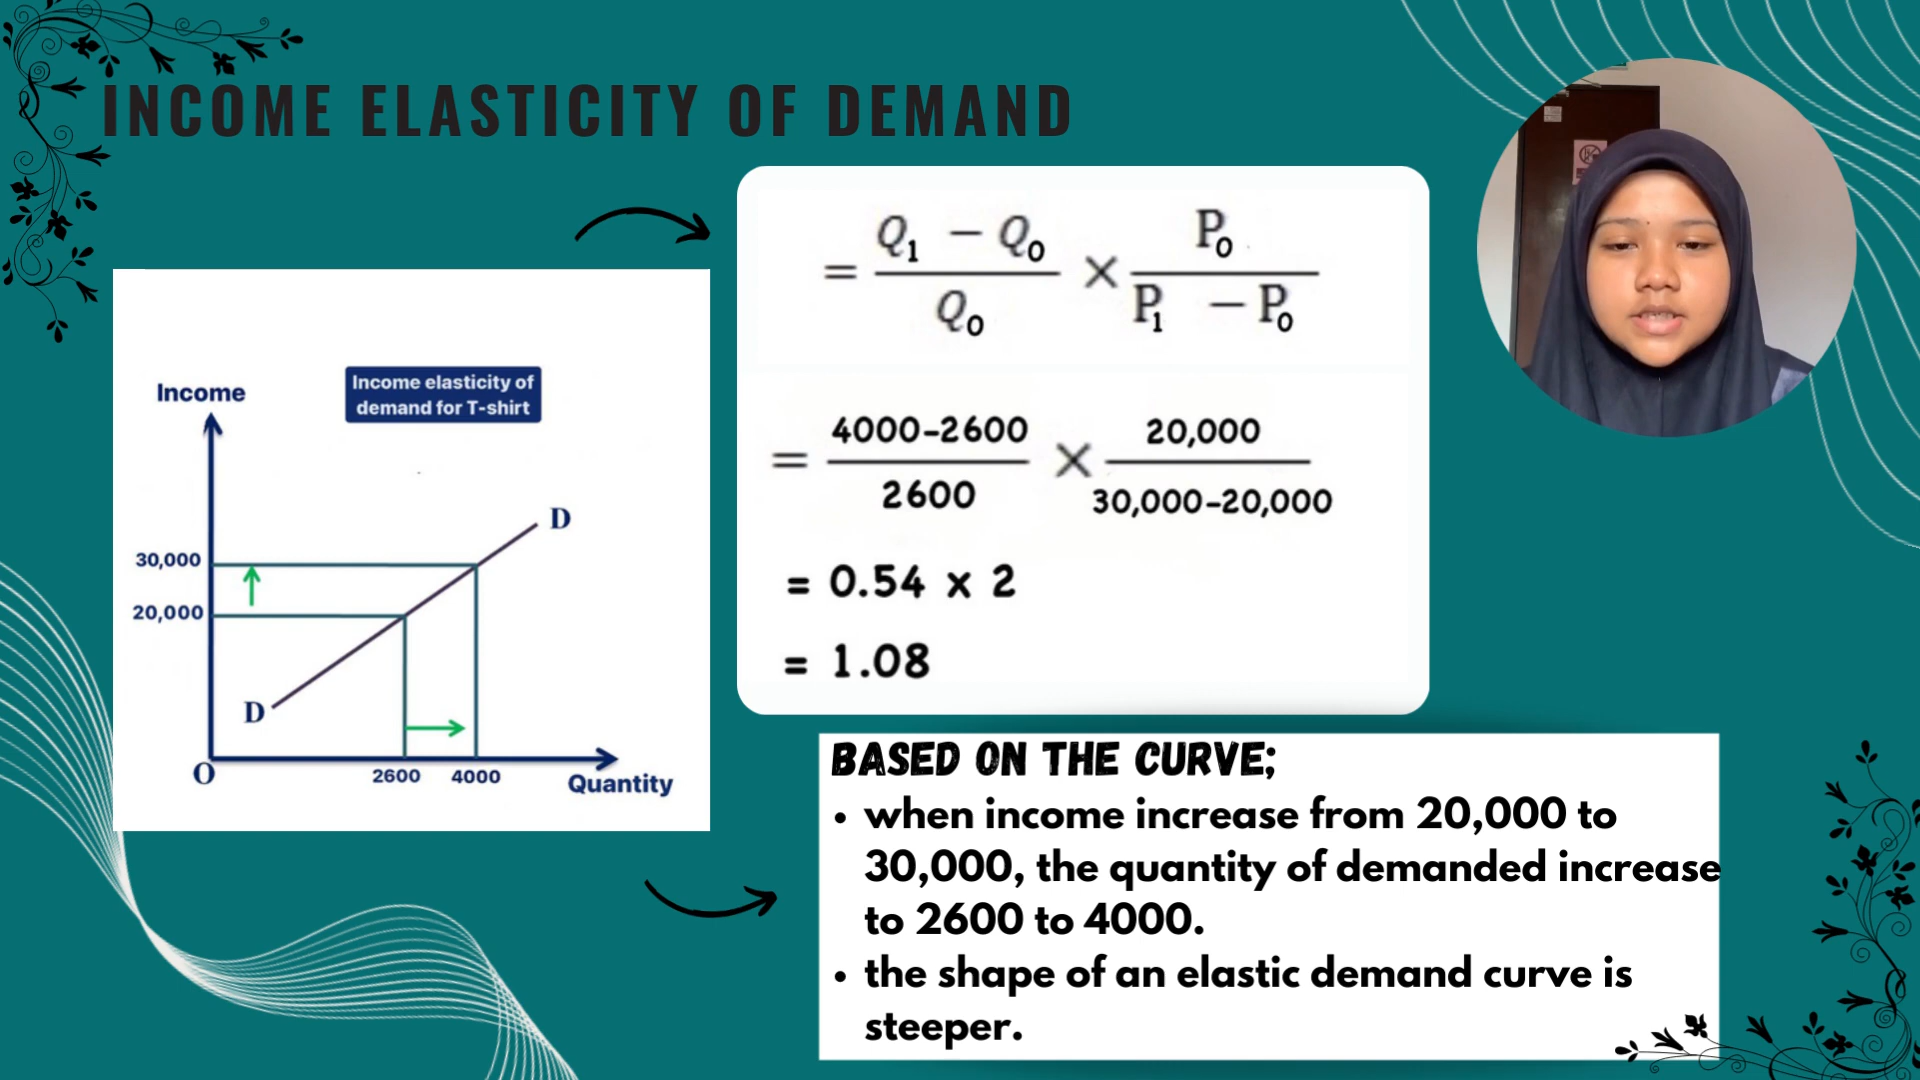 INCOME ELASTICITY OF DEMAND
Income
Income elasticity of
demand for T-shirt
D
30,000
20,000
D
O
2600 4000
Quantity
= Q₁ − Q₀ / Q₀ × P₀ / P₁ − P₀
= 4000-2600 / 2600 × 20,000 / 30,000-20,000
= 0.54 x 2
= 1.08
BASED ON THE CURVE;
• when income increase from 20,000 to
30,000, the quantity of demanded increase
to 2600 to 4000.
• the shape of an elastic demand curve is
steeper.